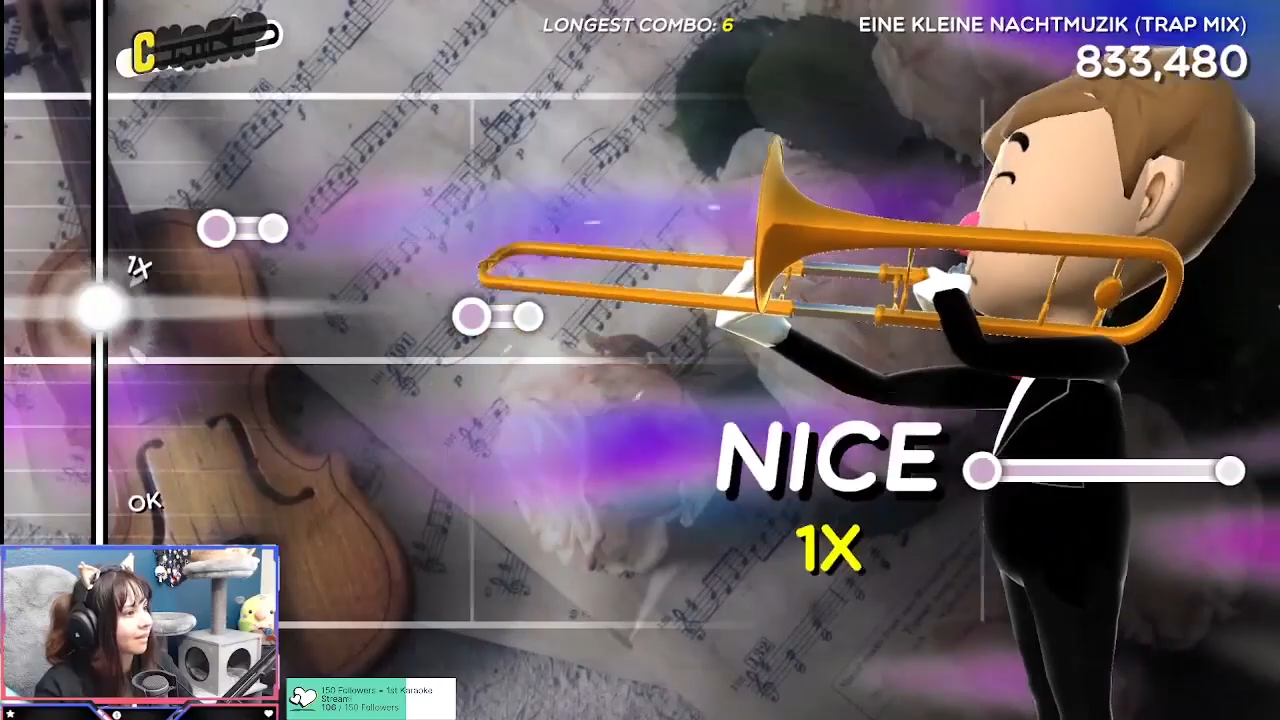 LONGEST COMBO: 6
EINE KLEINE NACHTMUZIK (TRAP MIX)
833,480
C
1X
OK
NICE
1X
150 Followers = 1st Karaoke
Stream!
106 / 150 Followers